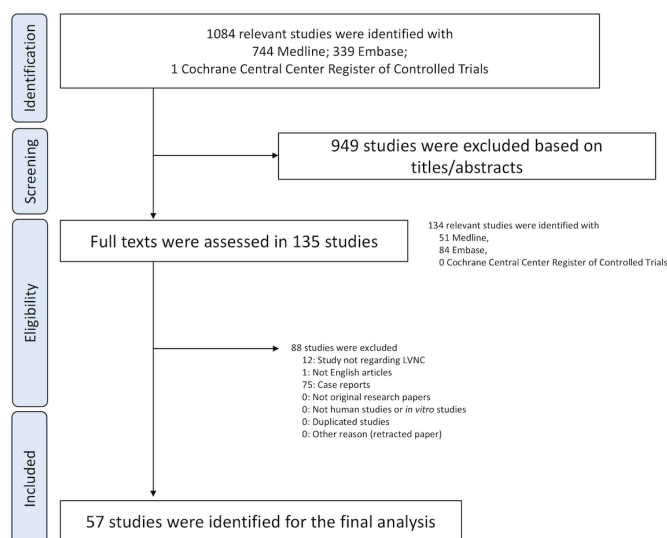 Identification
1084 relevant studies were identified with
744 Medline; 339 Embase;
1 Cochrane Central Center Register of Controlled Trials
Screening
949 studies were excluded based on
titles/abstracts
Eligibility
Full texts were assessed in 135 studies
134 relevant studies were identified with
51 Medline,
84 Embase,
0 Cochrane Central Center Register of Controlled Trials
88 studies were excluded
12: Study not regarding LVNC
1: Not English articles
75: Case reports
0: Not original research papers
0: Not human studies or in vitro studies
0: Duplicated studies
0: Other reason (retracted paper)
Included
57 studies were identified for the final analysis